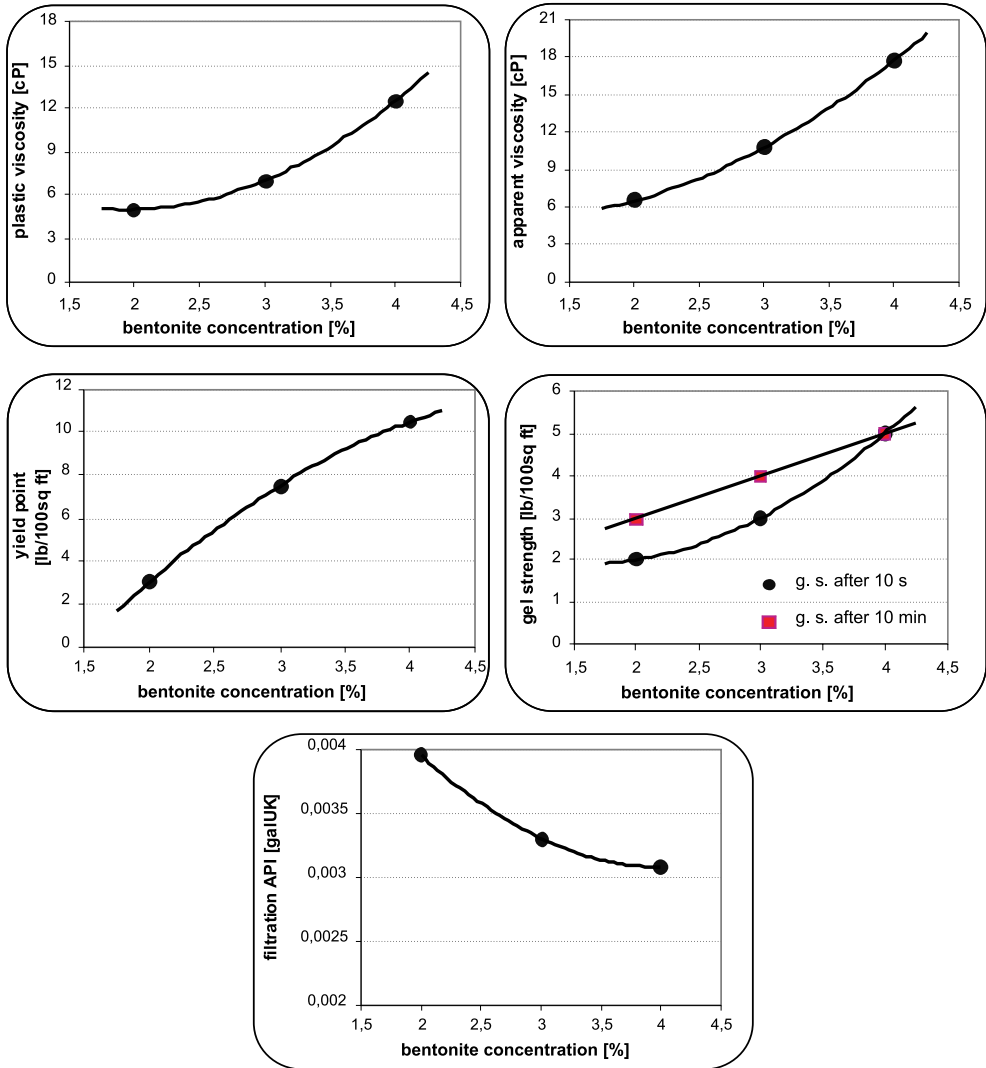 plastic viscosity [cP]
18
15
12
9
6
3
0
1,5 2 2,5 3 3,5 4 4,5
bentonite concentration [%]
apparent viscosity [cP]
21
18
15
12
9
6
3
0
1,5 2 2,5 3 3,5 4 4,5
bentonite concentration [%]
yield point
[lb/100sq ft)
12
10
8
6
4
2
0
1,5 2 2,5 3 3,5 4 4,5
bentonite concentration [%]
gel strength [lb/100sq ft)
6
5
4
3
2
1
0
g. s. after 10 s
g. s. after 10 min
1,5 2 2,5 3 3,5 4 4,5
bentonite concentration [%]
filtration API [galUK]
0,004
0,0035
0,003
0,0025
0,002
1,5 2 2,5 3 3,5 4 4,5
bentonite concentration [%]